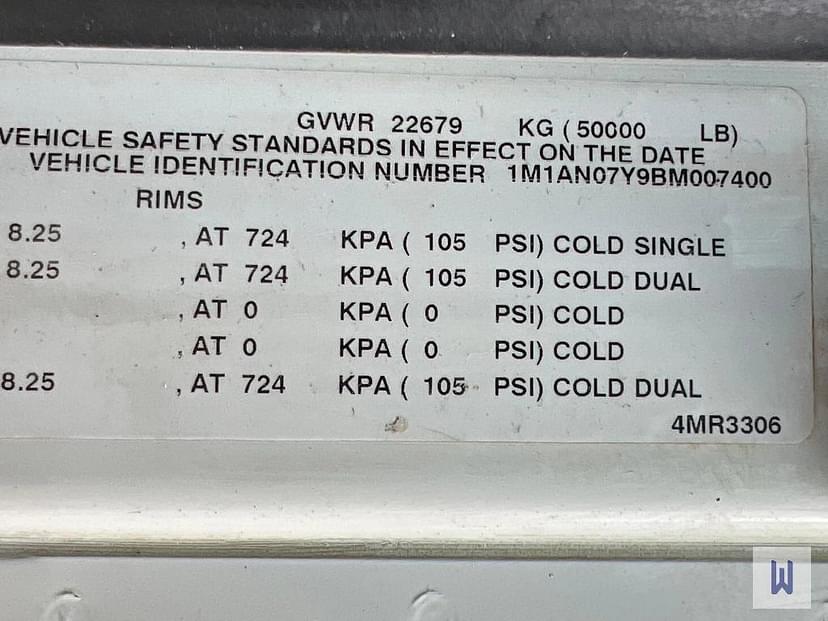 GVWR 22679 KG ( 50000 LB)
VEHICLE SAFETY STANDARDS IN EFFECT ON THE DATE
VEHICLE IDENTIFICATION NUMBER 1M1AN07Y9BM007400
RIMS
8.25 , AT 724 KPA ( 105 PSI) COLD SINGLE
8.25 , AT 724 KPA ( 105 PSI) COLD DUAL
, AT 0 KPA ( 0 PSI) COLD
, AT 0 KPA ( 0 PSI) COLD
8.25 , AT 724 KPA ( 105 PSI) COLD DUAL
4MR3306
W